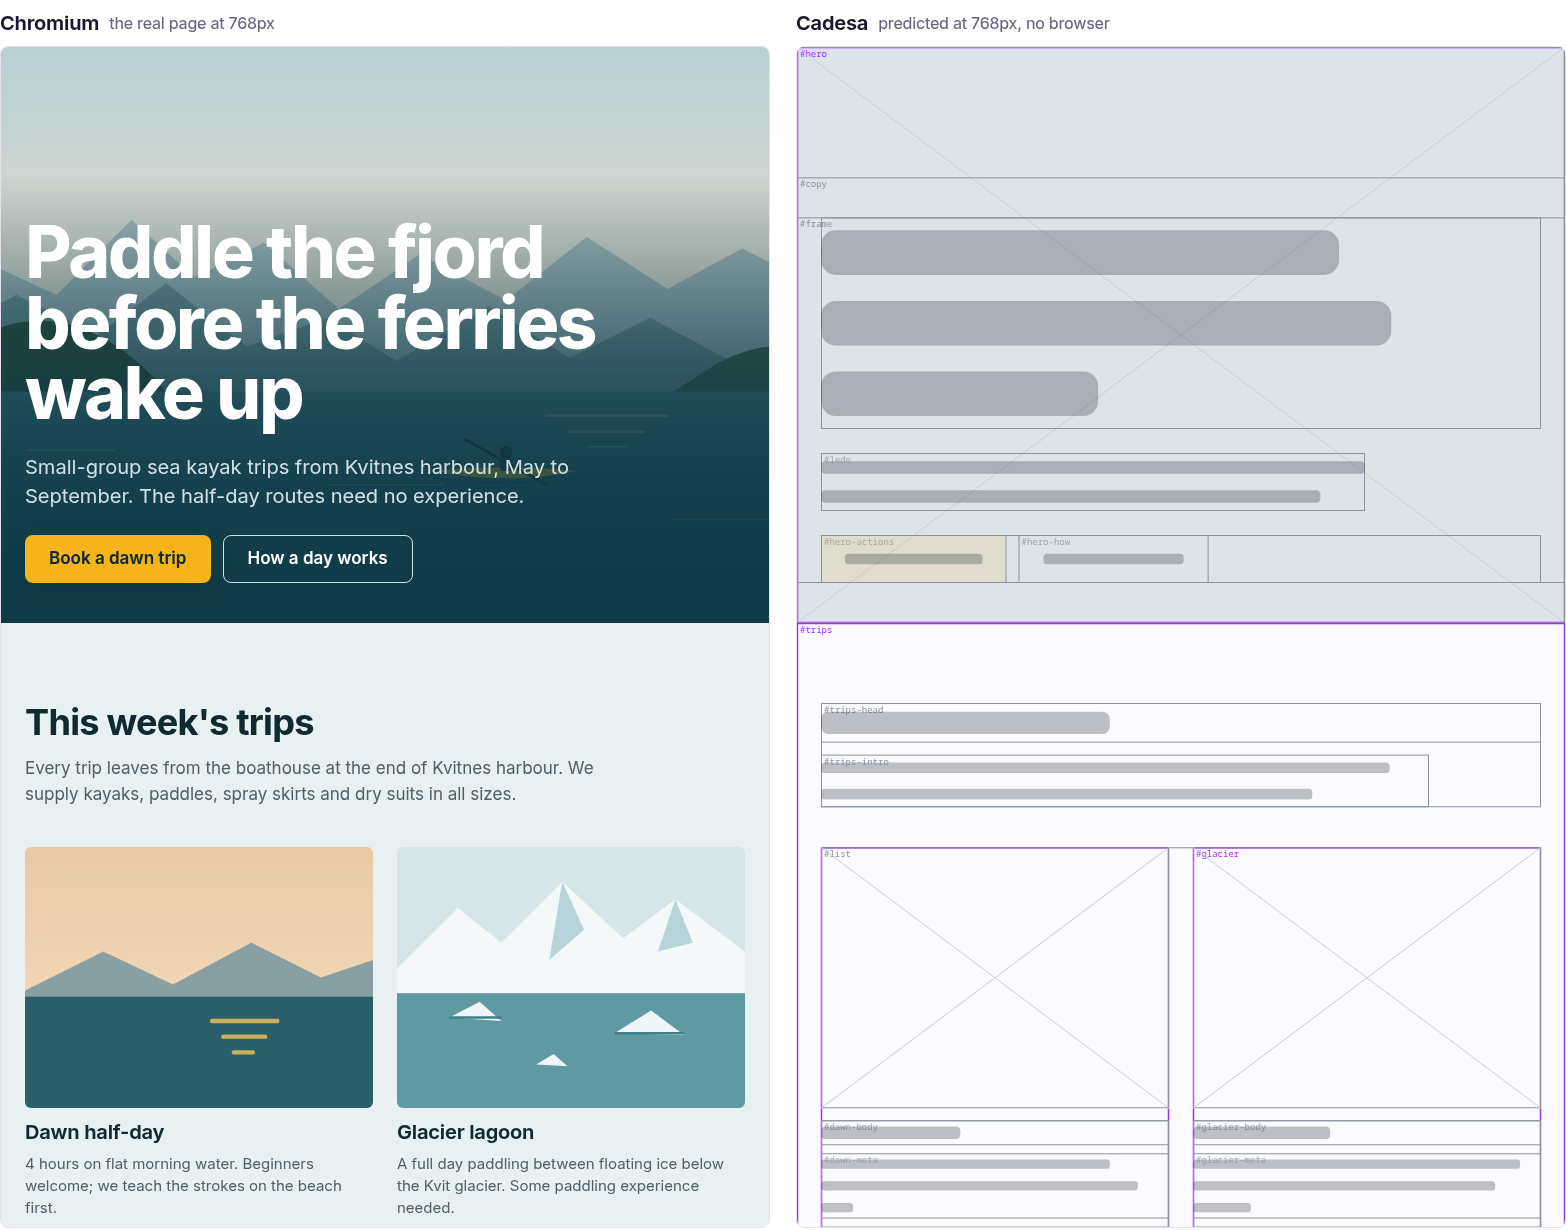 Chromium the real page at 768px
Paddle the fjord
before the ferries
wake up
Small-group sea kayak trips from Kvitnes harbour, May to
September. The half-day routes need no experience.
Book a dawn trip
How a day works
This week's trips
Every trip leaves from the boathouse at the end of Kvitnes harbour. We
supply kayaks, paddles, spray skirts and dry suits in all sizes.
Dawn half-day
4 hours on flat morning water. Beginners
welcome; we teach the strokes on the beach
first.
Glacier lagoon
A full day paddling between floating ice below
the Kvit glacier. Some paddling experience
needed.
Cadesa predicted at 768px, no browser
#hero
#copy
#frame
#lede
#hero-actions
#hero-how
#trips
#trips-head
#trips-intro
#list
#glacier
#dawn-body
#glacier-body
#dawn-meta
#glacier-meta